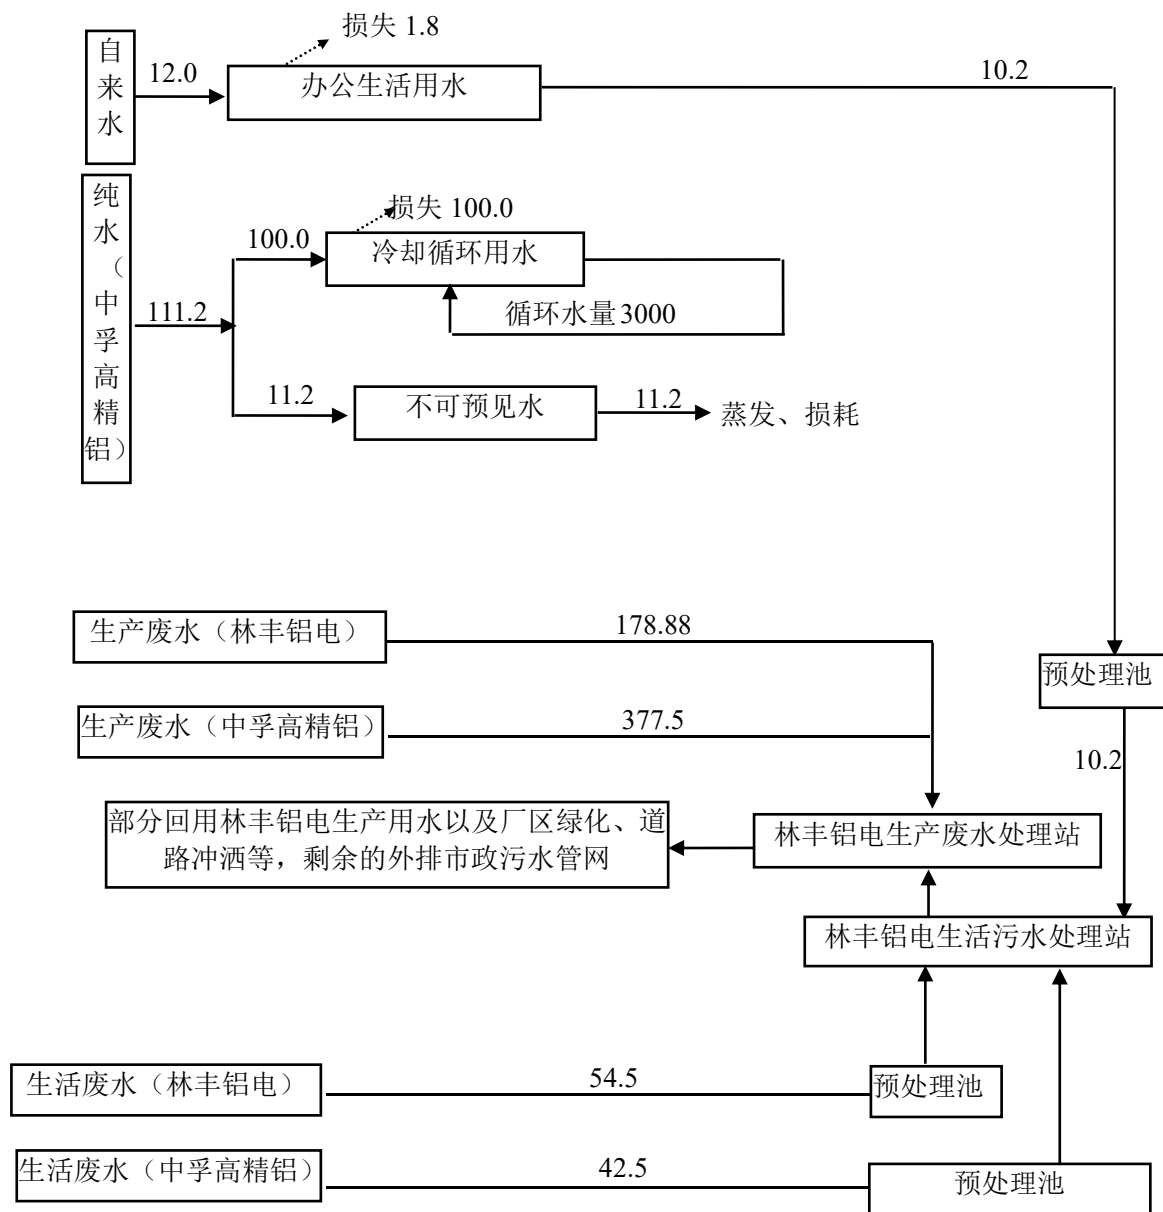 损失 1.8
自来水
12.0
办公生活用水
10.2
纯水（中孚高精铝）
损失 100.0
100.0
冷却循环用水
111.2
循环水量 3000
11.2
不可预见水
11.2
蒸发、损耗
生产废水（林丰铝电）
178.88
预处理池
生产废水（中孚高精铝）
377.5
10.2
部分回用林丰铝电生产用水以及厂区绿化、道
路冲洒等，剩余的外排市政污水管网
林丰铝电生产废水处理站
林丰铝电生活污水处理站
生活废水（林丰铝电）
54.5
预处理池
生活废水（中孚高精铝）
42.5
预处理池